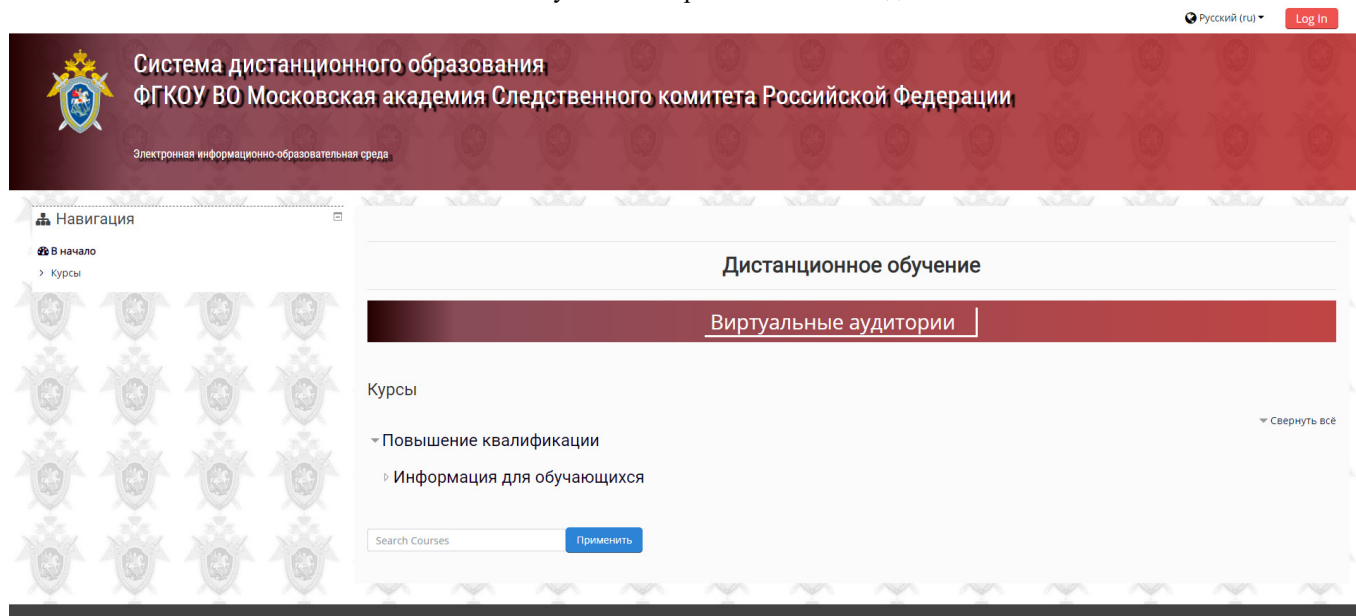 Русский (ru)
Log In
Система дистанционного образования
ФГКОУ ВО Московская академия Следственного комитета Российской Федерации
Электронная информационно-образовательная среда
Навигация
В начало
Курсы
Дистанционное обучение
Виртуальные аудитории
Курсы
Свернуть всё
Повышение квалификации
Информация для обучающихся
Search Courses
Применить